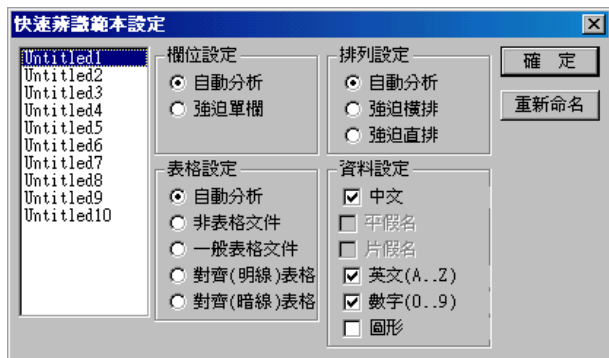 快速辨識範本設定
Untitled1
Untitled2
Untitled3
Untitled4
Untitled5
Untitled6
Untitled7
Untitled8
Untitled9
Untitled10
欄位設定
自動分析
強迫單欄
排列設定
自動分析
強迫橫排
強迫直排
表格設定
自動分析
非表格文件
一般表格文件
對齊(明線)表格
對齊(暗線)表格
資料設定
中文
平假名
片假名
英文(A..Z)
數字(0..9)
圖形
確 定
重新命名